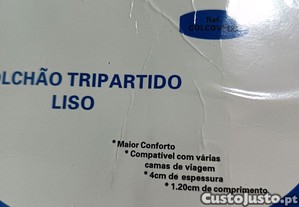 Ref.
OLCHÃO TRIPARTIDO
LISO
* Maior Conforto
* Compatível com várias
camas de viagem
* 4cm de espessura
* 1.20cm de comprimento
CustoJusto.pt